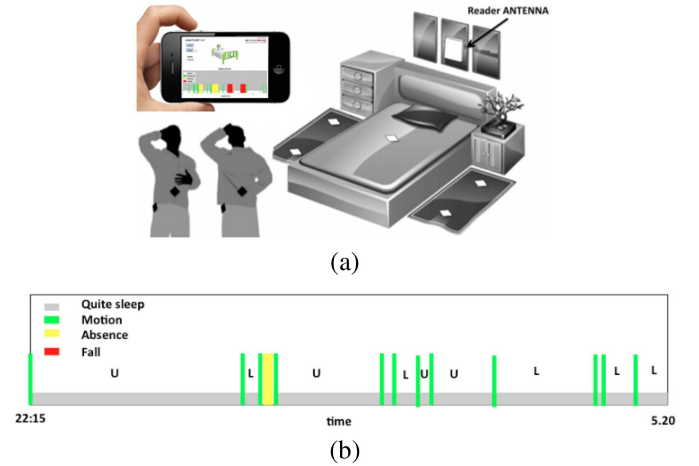 Reader ANTENNA
(a)
Quite sleep
Motion
Absence
Fall
U L U L U U L L L
22:15 time 5.20
(b)